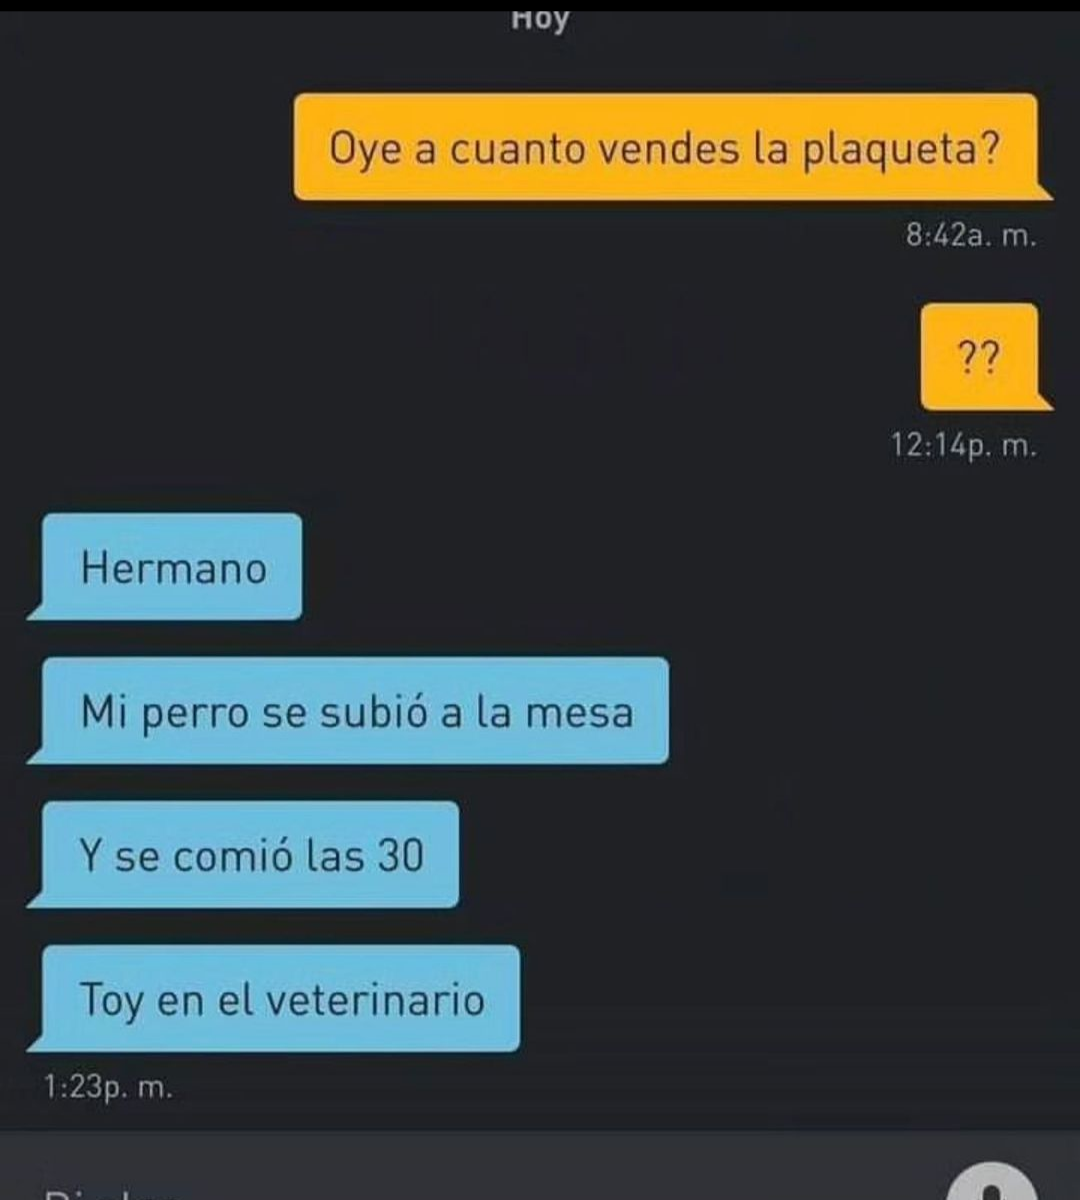 Hoy
Oye a cuanto vendes la plaqueta?
8:42a. m.
??
12:14p. m.
Hermano
Mi perro se subió a la mesa
Y se comió las 30
Toy en el veterinario
1:23p. m.